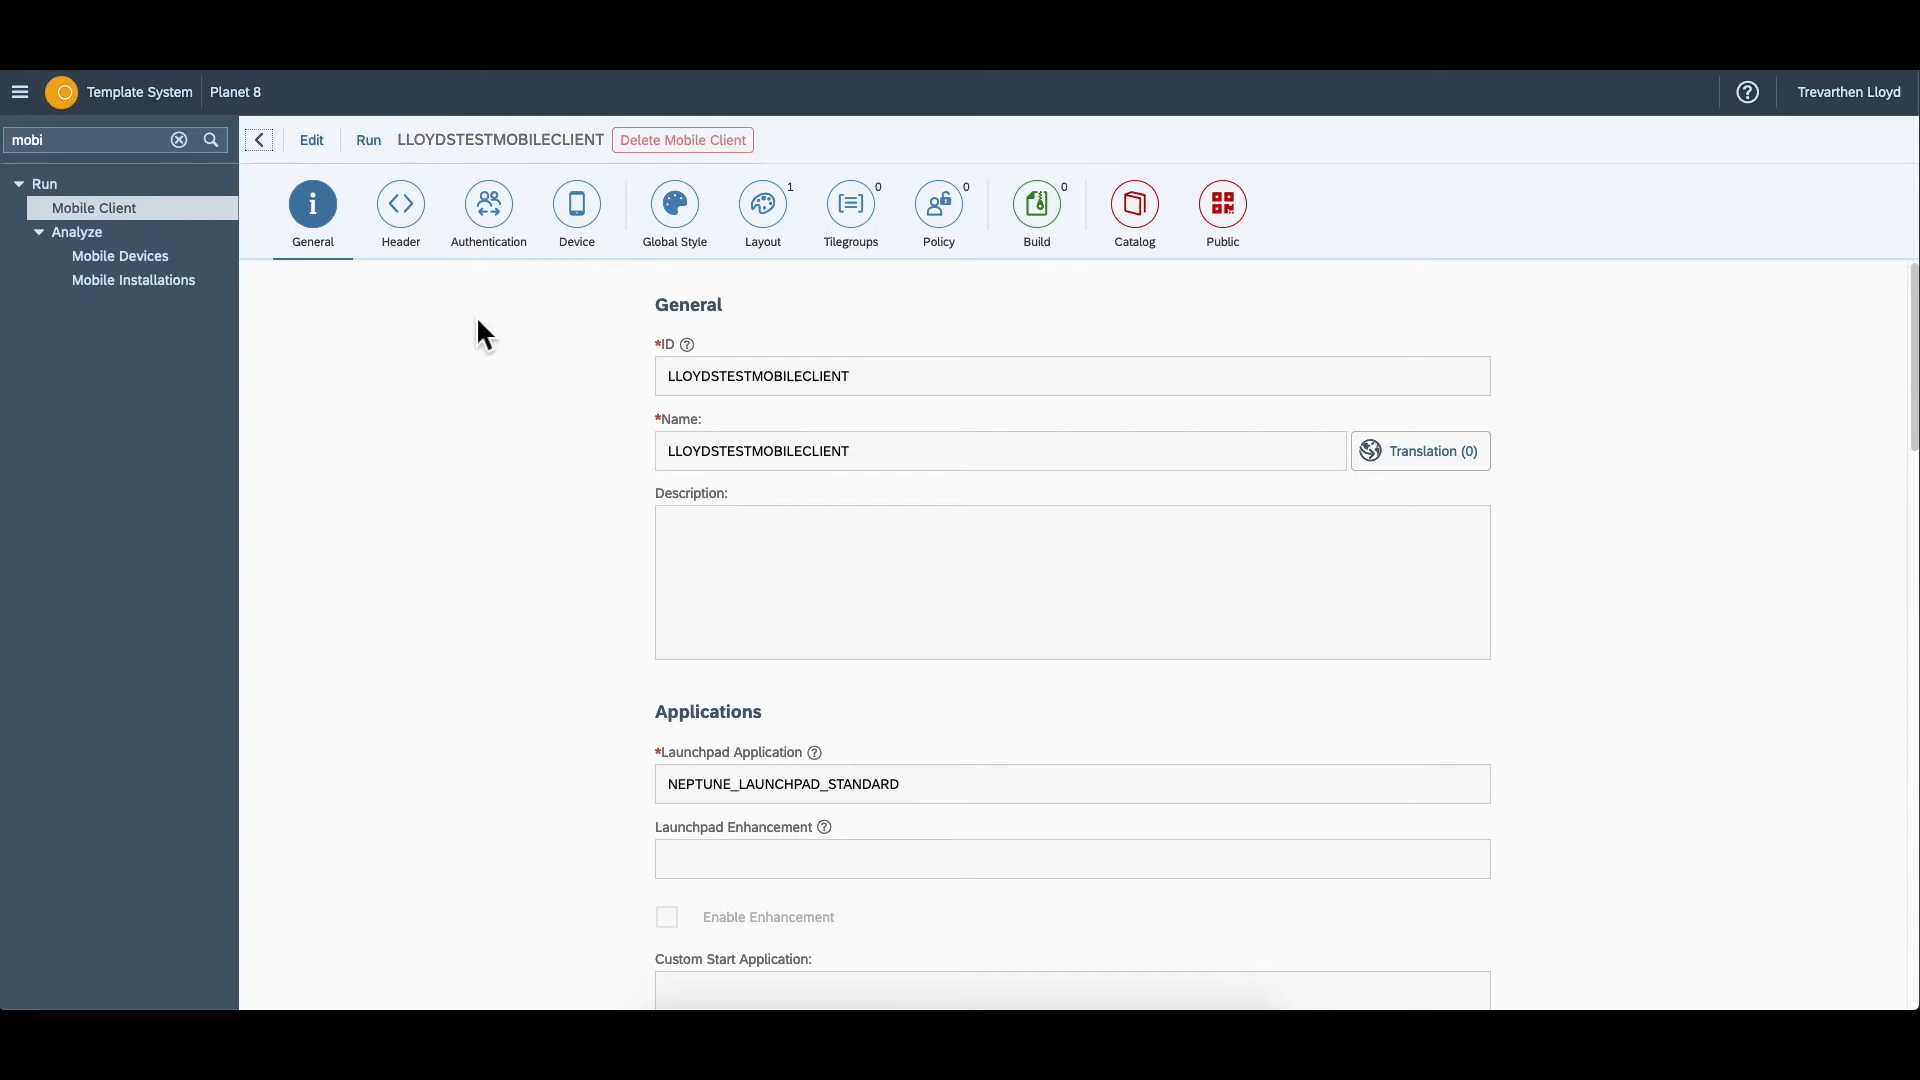 Template System
Planet 8
Trevarthen Lloyd
mobi
Edit
Run
LLOYDSTESTMOBILECLIENT
Delete Mobile Client
Run
Mobile Client
Analyze
Mobile Devices
Mobile Installations
General
Header
Authentication
Device
Global Style
1
Layout
0
Tilegroups
0
Policy
0
Build
Catalog
Public
General
*ID
LLOYDSTESTMOBILECLIENT
*Name:
LLOYDSTESTMOBILECLIENT
Translation (0)
Description:
Applications
*Launchpad Application
NEPTUNE_LAUNCHPAD_STANDARD
Launchpad Enhancement
Enable Enhancement
Custom Start Application: